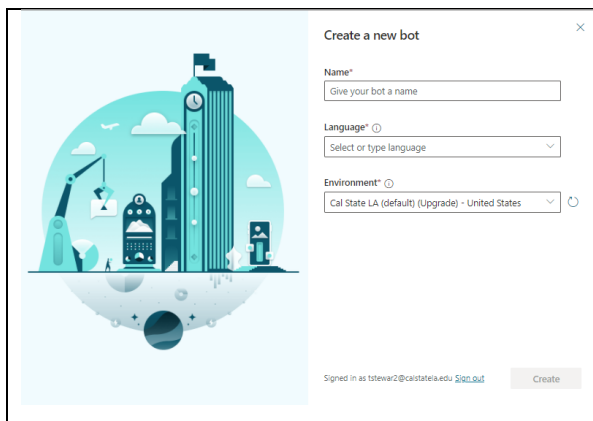 Create a new bot
Name*
Give your bot a name
Language*
Select or type language
Environment*
Cal State LA (default) (Upgrade) - United States
Signed in as tstewar2@calstatela.edu Sign out
Create